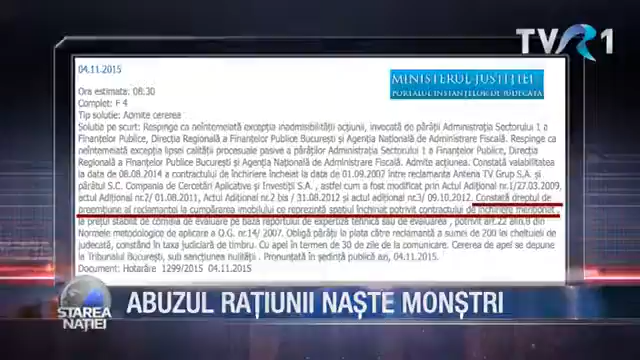 TVR1
04.11.2015
MINISTERUL JUSTIȚIEI
PORTALUL INSTANȚELOR DE JUDECATĂ
Ora estimata: 08:30
Complet: F 4
Tip solutie: Admite cererea
Solutia pe scurt: Respinge ca neîntemeiată excepția inadmisibilității acțiunii, invocată de pârâții Administrația Sectorului 1 a
Finanțelor Publice, Direcția Regională a Finanțelor Publice București și Agenția Națională de Administrare Fiscală. Respinge ca
neîntemeiată excepția lipsei calității procesuale pasive a pârâților Administrația Sectorului 1 a Finanțelor Publice, Direcția
Regională a Finanțelor Publice București și Agenția Națională de Administrare Fiscală. Admite acțiunea. Constată valabilitatea
la data de 08.08.2014 a contractului de închiriere încheiat la data de 01.09.2007 între reclamanta Antena TV Grup S.A. și
pârâtul S.C. Compania de Cercetări Aplicative și Investiții S.A. , astfel cum a fost modificat prin Actul Adițional nr.1/27.03.2009,
actul Adițional nr.2/ 01.08.2011, Actul Adițional nr.2 bis / 31.08.2012 și actul adițional nr.3/ 09.10.2012. Constată dreptul de
preemțiune al reclamantei la cumpărarea imobilului ce reprezintă spațiul închiriat potrivit contractului de închiriere menționat
, la prețul stabilit de comisia de evaluare pe baza raportului de expertiză tehnică sau de evaluare , potrivit art.22 alin.8 din
Normele metodologice de aplicare a O.G. nr.14/ 2007. Obligă pârâții la plata către reclamantă a sumei de 200 lei cheltuieli de
judecată, constând în taxa judiciară de timbru. Cu apel în termen de 30 de zile de la comunicare. Cererea de apel se depune
la Tribunalul București, sub sancțiunea nulității . Pronunțată în ședință publică azi, 04.11.2015.
Document: Hotarâre 1299/2015 04.11.2015
STAREA
NAȚIEI
ABUZUL RAȚIUNII NAȘTE MONȘTRI